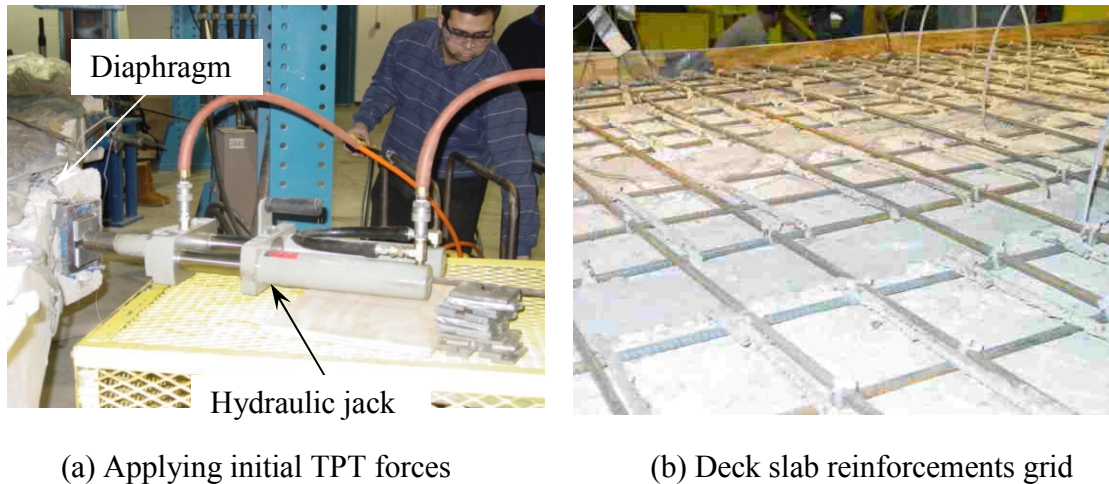 Diaphragm
Hydraulic jack
(a) Applying initial TPT forces
(b) Deck slab reinforcements grid